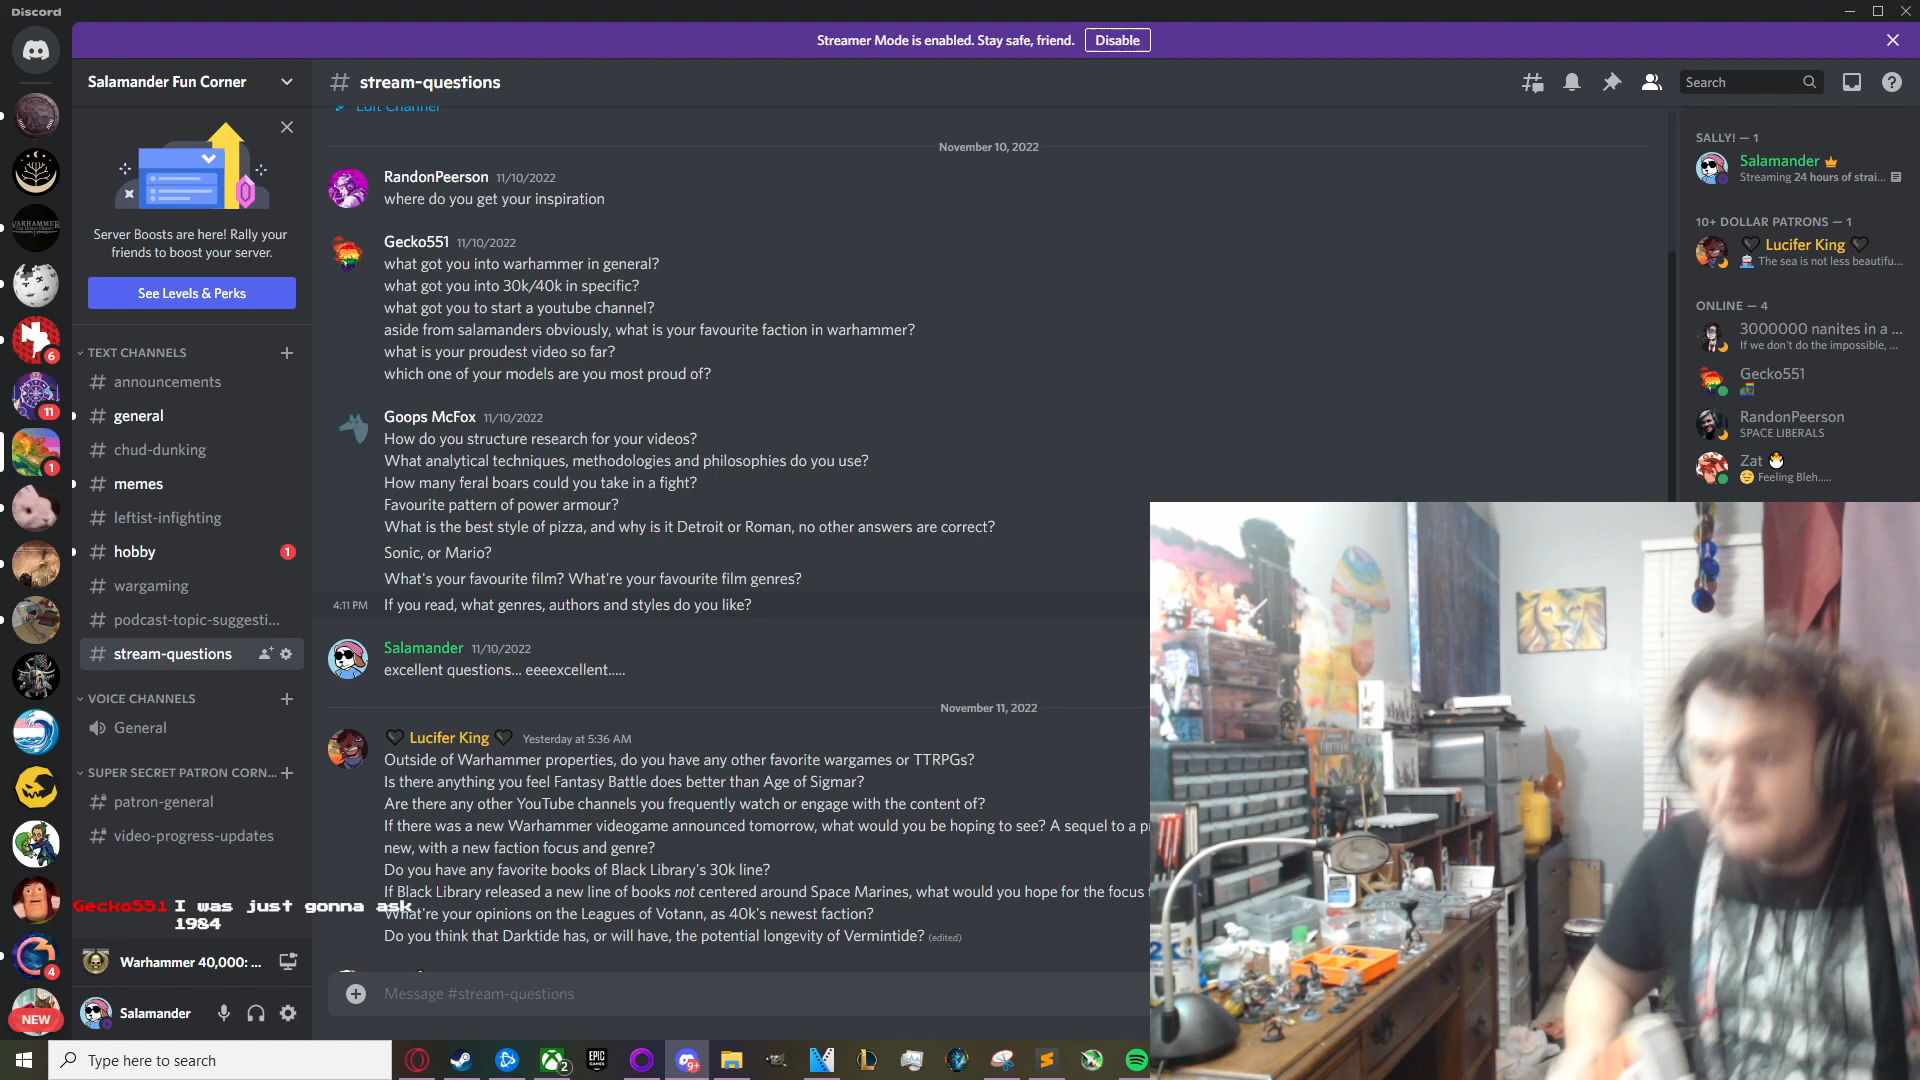 Discord
Streamer Mode is enabled. Stay safe, friend.
Disable
Salamander Fun Corner
stream-questions
Search
Edit Channel
Server Boosts are here! Rally your
friends to boost your server.
See Levels & Perks
TEXT CHANNELS
announcements
general
chud-dunking
memes
leftist-infighting
hobby
1
wargaming
podcast-topic-suggesti...
stream-questions
VOICE CHANNELS
General
SUPER SECRET PATRON CORN...
patron-general
video-progress-updates
WARHAMMER
6
11
1
4
NEW
November 10, 2022
RandonPeerson 11/10/2022
where do you get your inspiration
Gecko551 11/10/2022
what got you into warhammer in general?
what got you into 30k/40k in specific?
what got you to start a youtube channel?
aside from salamanders obviously, what is your favourite faction in warhammer?
what is your proudest video so far?
which one of your models are you most proud of?
Goops McFox 11/10/2022
How do you structure research for your videos?
What analytical techniques, methodologies and philosophies do you use?
How many feral boars could you take in a fight?
Favourite pattern of power armour?
What is the best style of pizza, and why is it Detroit or Roman, no other answers are correct?
Sonic, or Mario?
What's your favourite film? What're your favourite film genres?
4:11 PM If you read, what genres, authors and styles do you like?
Salamander 11/10/2022
excellent questions... eeeexcellent.....
November 11, 2022
Lucifer King Yesterday at 5:36 AM
Outside of Warhammer properties, do you have any other favorite wargames or TTRPGs?
Is there anything you feel Fantasy Battle does better than Age of Sigmar?
Are there any other YouTube channels you frequently watch or engage with the content of?
If there was a new Warhammer videogame announced tomorrow, what would you be hoping to see? A sequel to a p
new, with a new faction focus and genre?
Do you have any favorite books of Black Library's 30k line?
If Black Library released a new line of books not centered around Space Marines, what would you hope for the focus
What're your opinions on the Leagues of Votann, as 40k's newest faction?
Do you think that Darktide has, or will have, the potential longevity of Vermintide? (edited)
Message #stream-questions
SALLY! — 1
Salamander
Streaming 24 hours of strai...
10+ DOLLAR PATRONS — 1
Lucifer King
The sea is not less beautifu...
ONLINE — 4
3000000 nanites in a ...
If we don't do the impossible, ...
Gecko551
RandonPeerson
SPACE LIBERALS
Zat
Feeling Bleh.....
Gecko551 I was just gonna ask
1984
Warhammer 40,000: ...
Salamander
Type here to search
2
EPIC
GAMES
9+